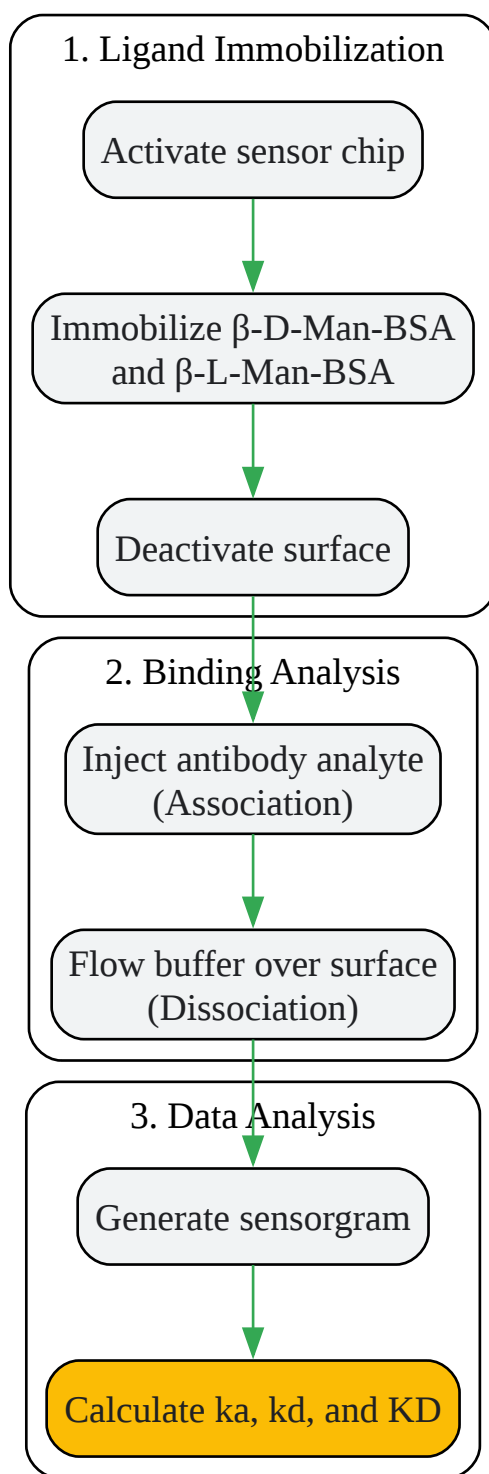 1. Ligand Immobilization
Activate sensor chip
Immobilize β-D-Man-BSA
and β-L-Man-BSA
Deactivate surface
2. Binding Analysis
Inject antibody analyte
(Association)
Flow buffer over surface
(Dissociation)
3. Data Analysis
Generate sensorgram
Calculate ka, kd, and KD